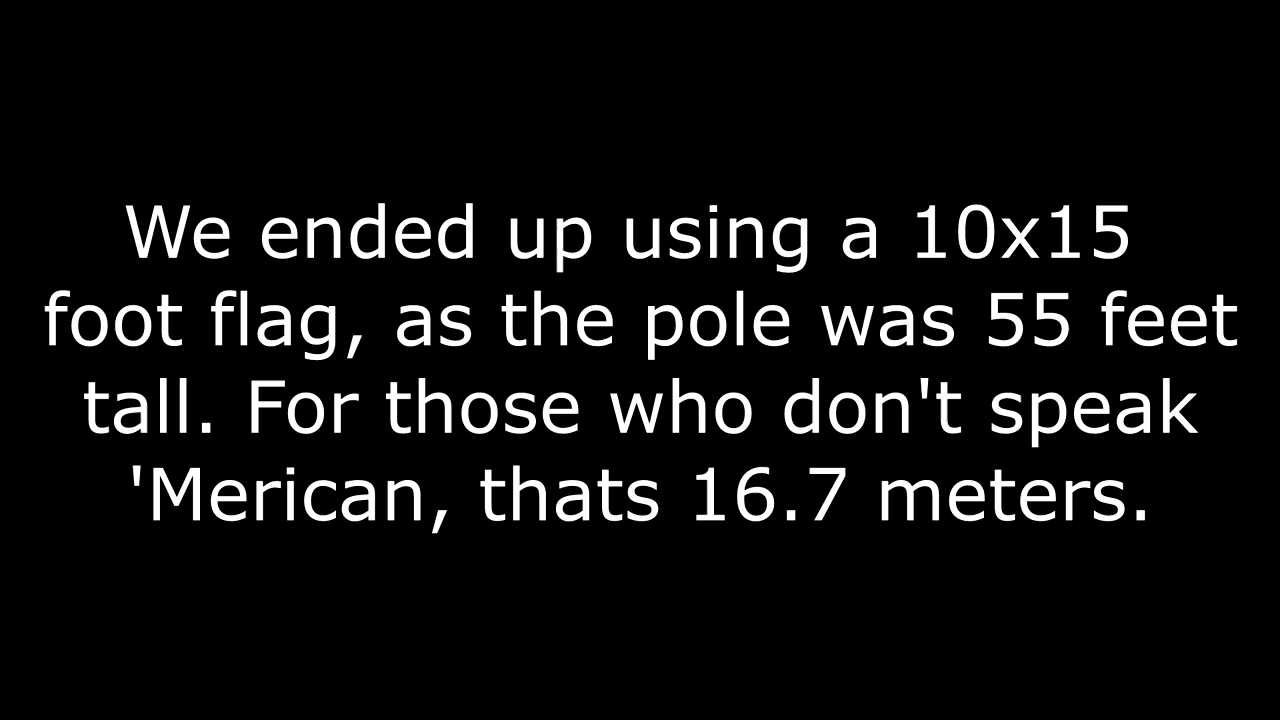 We ended up using a 10x15
foot flag, as the pole was 55 feet
tall. For those who don't speak
'Merican, thats 16.7 meters.